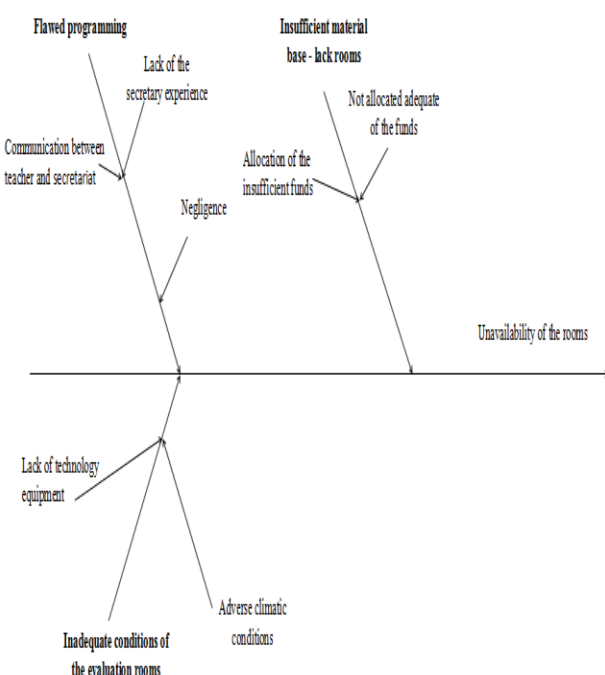 Flawed programming
Insufficient material
base - lack rooms
Lack of the
secretary experience
Not allocated adequate
of the funds
Communication between
teacher and secretariat
Allocation of the
insufficient funds
Negligence
Unavailability of the rooms
Lack of technology
equipment
Adverse climatic
conditions
Inadequate conditions of
the evaluation rooms